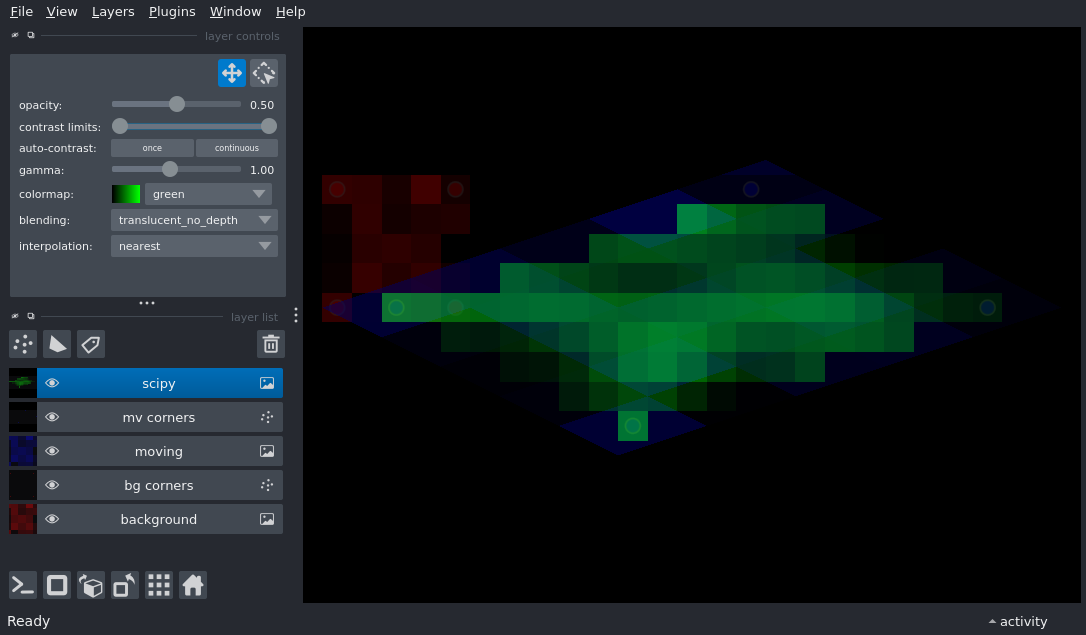 File View Layers Plugins Window Help
layer controls
opacity: 0.50
contrast limits:
auto-contrast: once continuous
gamma: 1.00
colormap: green
blending: translucent_no_depth
interpolation: nearest
layer list
scipy
mv corners
moving
bg corners
background
Ready activity